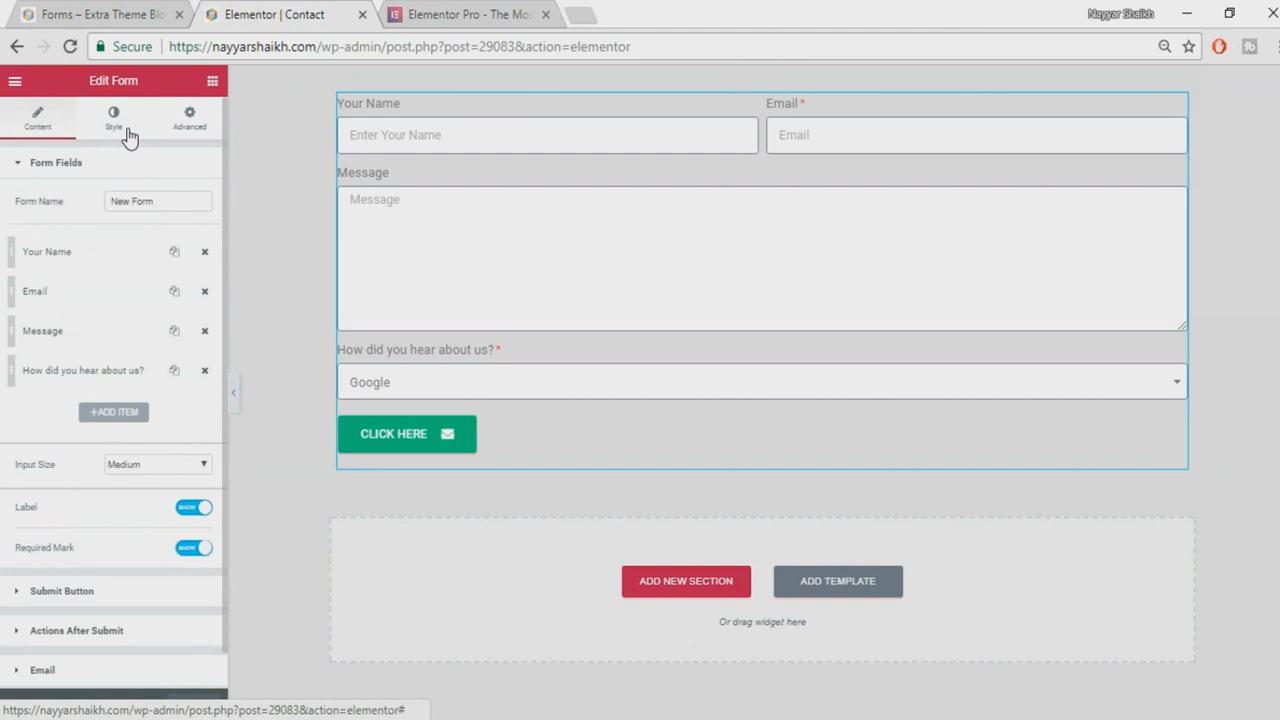 Forms – Extra Theme Blo
Elementor | Contact
Elementor Pro - The Mos
Nayyar Shaikh
Secure
https://nayyarshaikh.com/wp-admin/post.php?post=29083&action=elementor
Edit Form
Content
Style
Advanced
Form Fields
Form Name
New Form
Your Name
Email
Message
How did you hear about us?
+ ADD ITEM
Input Size
Medium
Label
SHOW
Required Mark
SHOW
Submit Button
Actions After Submit
Email
Your Name
Email *
Enter Your Name
Email
Message
Message
How did you hear about us? *
Google
CLICK HERE
ADD NEW SECTION
ADD TEMPLATE
Or drag widget here
https://nayyarshaikh.com/wp-admin/post.php?post=29083&action=elementor#